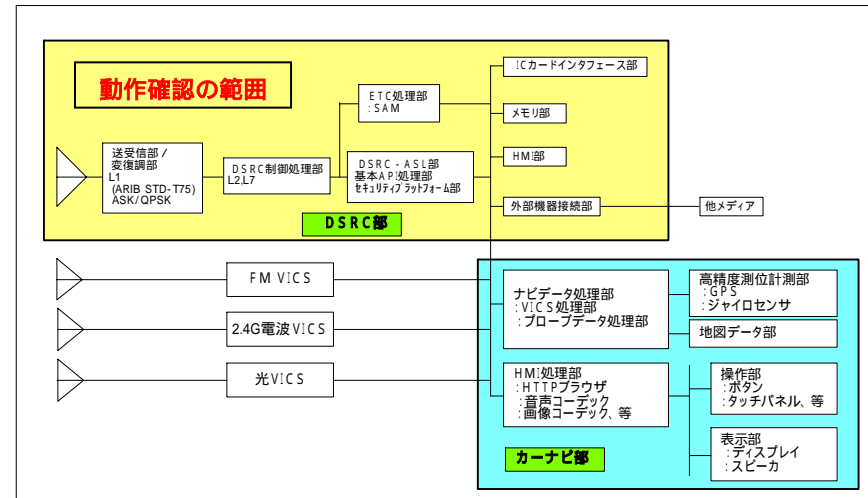 動作確認の範囲
送受信部 /
変復調部
L1
(ARIB STD-T75)
ASK/QPSK
DSRC制御処理部
L2,L7
ETC処理部
:SAM
DSRC-ASL部
基本API処理部
セキュリティプラットフォーム部
ICカードインタフェース部
メモリ部
HMI部
外部機器接続部
他メディア
DSRC部
FM VICS
2.4G電波VICS
光VICS
ナビデータ処理部
:VICS処理部
:プローブデータ処理部
高精度測位計測部
:GPS
:ジャイロセンサ
地図データ部
HMI処理部
:HTTPブラウザ
:音声コーデック
:画像コーデック、等
操作部
:ボタン
:タッチパネル、等
表示部
:ディスプレイ
:スピーカ
カーナビ部